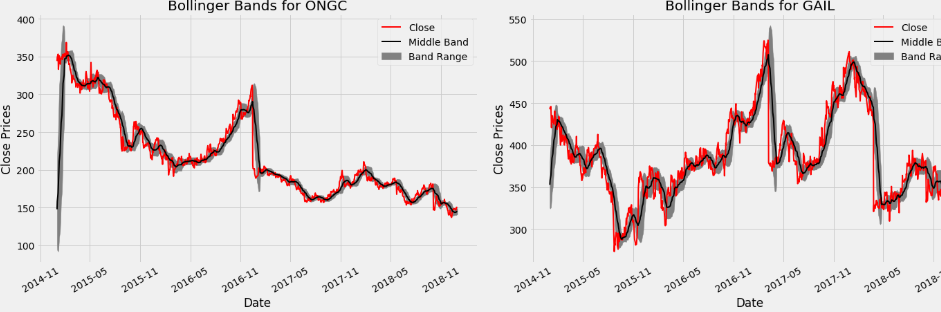 Bollinger Bands for ONGC
Close
Middle Band
Band Range
400
350
300
250
200
150
100
Close Prices
2014-11
2015-05
2015-11
2016-05
2016-11
2017-05
2017-11
2018-05
2018-11
Date
Bollinger Bands for GAIL
Close
Middle B
Band Ra
550
500
450
400
350
300
Close Prices
2014-11
2015-05
2015-11
2016-05
2016-11
2017-05
2017-11
2018-05
2018-1
Date